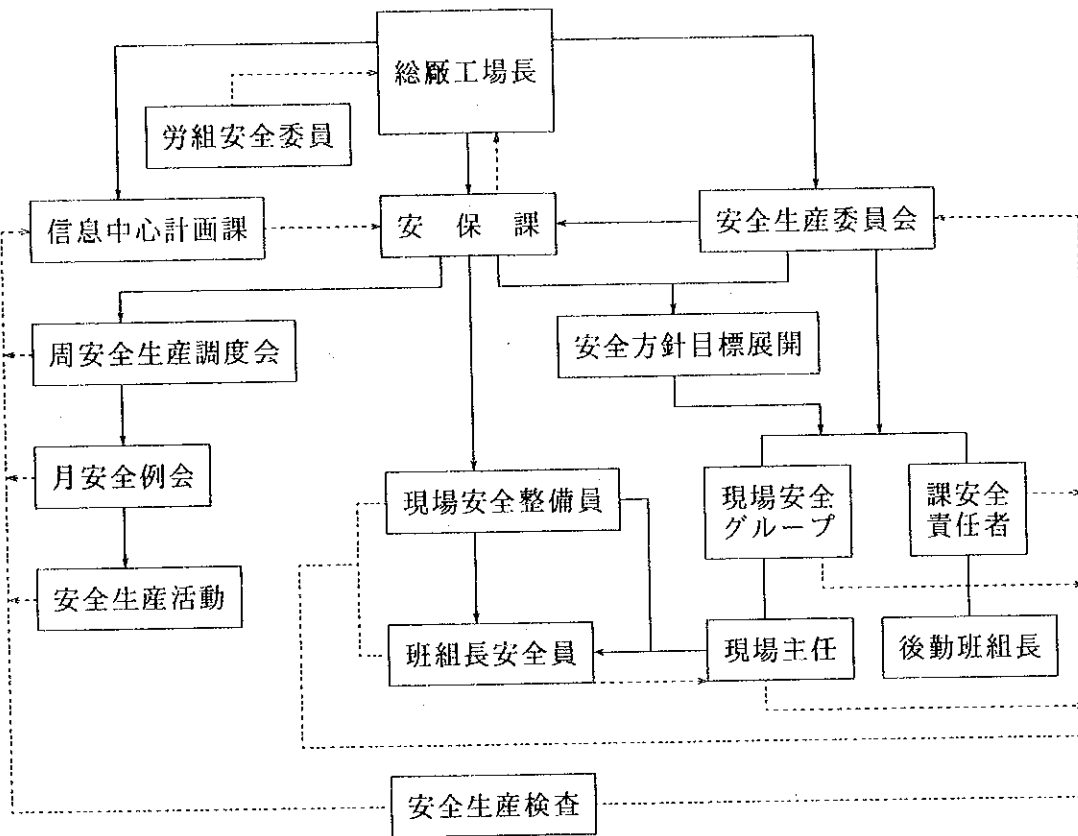 総厰工場長
労組安全委員
信息中心計画課
安保課
安全生産委員会
周安全生産調度会
安全方針目標展開
月安全例会
現場安全整備員
現場安全
グループ
課安全
責任者
安全生産活動
班組長安全員
現場主任
後勤班組長
安全生産検査